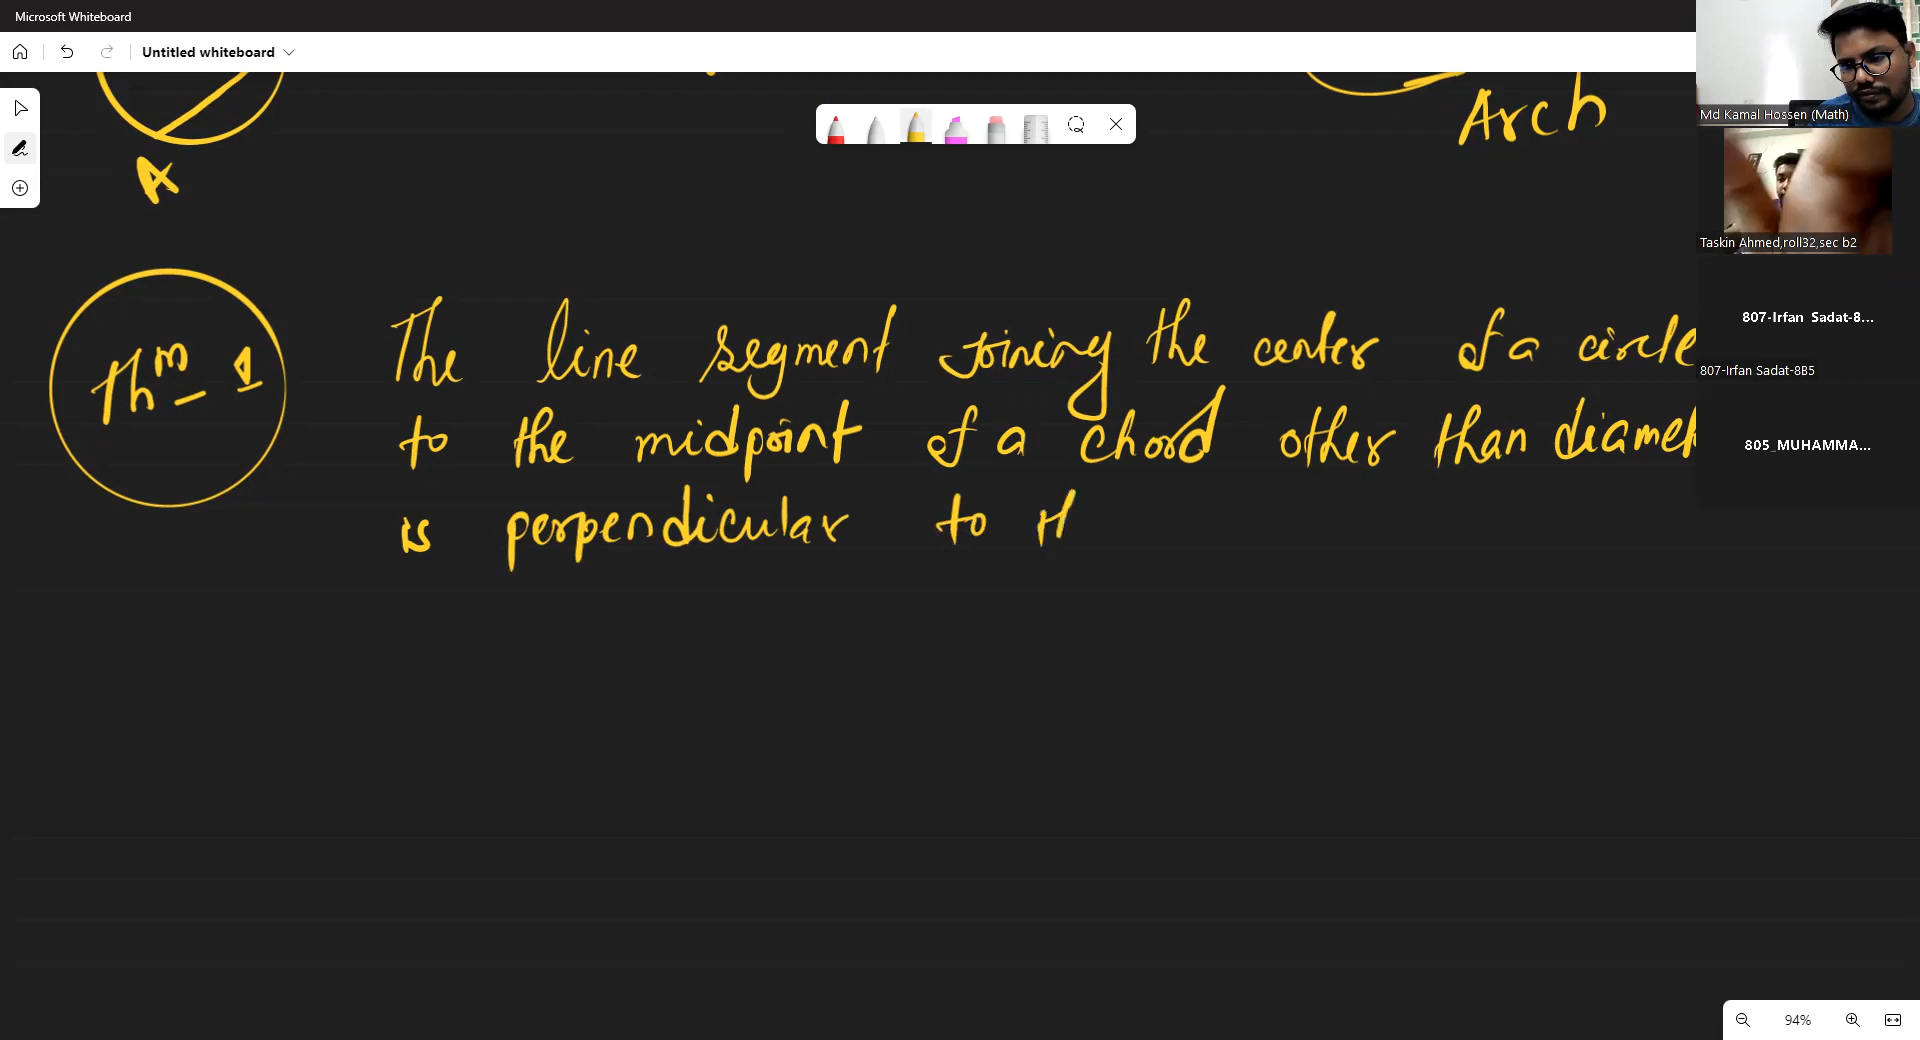 Microsoft Whiteboard
Untitled whiteboard
Arch
A
Md Kamal Hossen (Math)
Taskin Ahmed,roll32,sec b2
807-Irfan Sadat-8...
807-Irfan Sadat-8B5
805_MUHAMMA...
Thm - 1
The line segment joining the center of a circle
to the midpoint of a chord other than diamet
is perpendicular to
94%